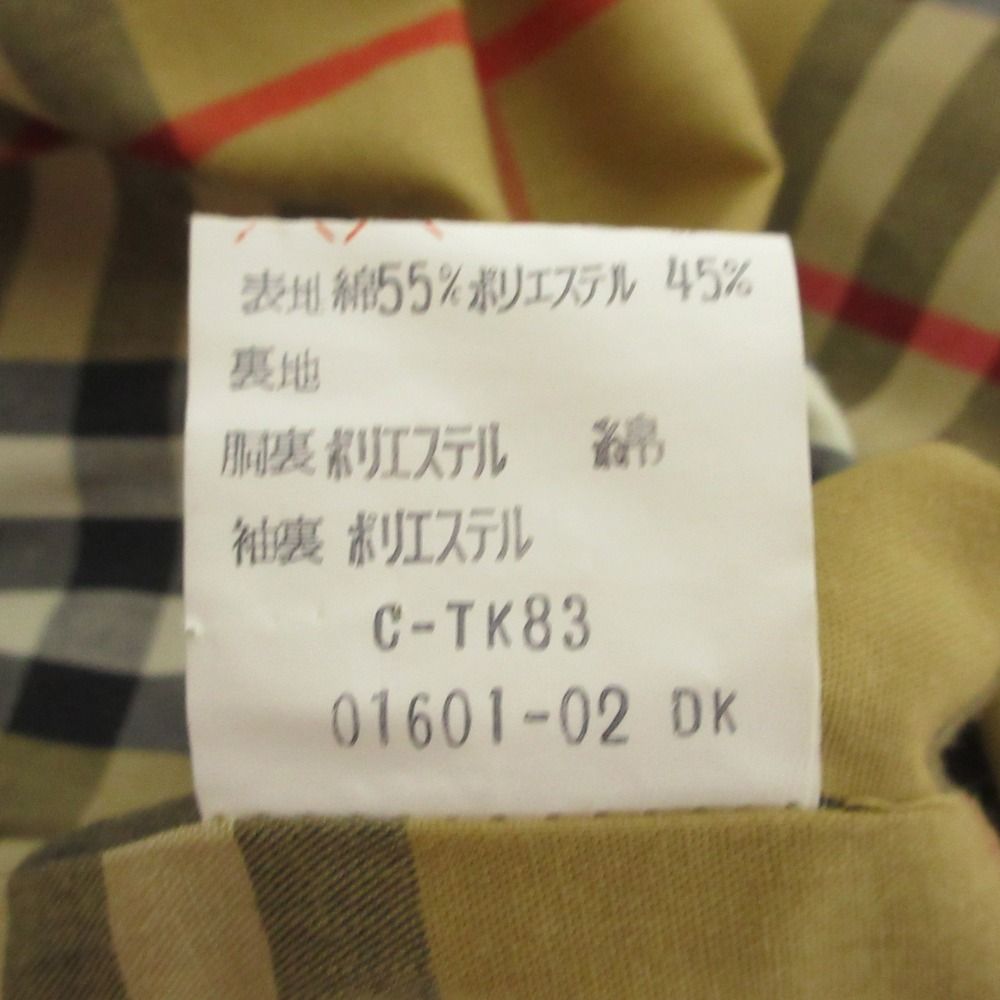 表地 綿55%ポリエステル 45%
裏地
胴裏 ポリエステル 綿
袖裏 ポリエステル
C-TK83
01601-02 DK